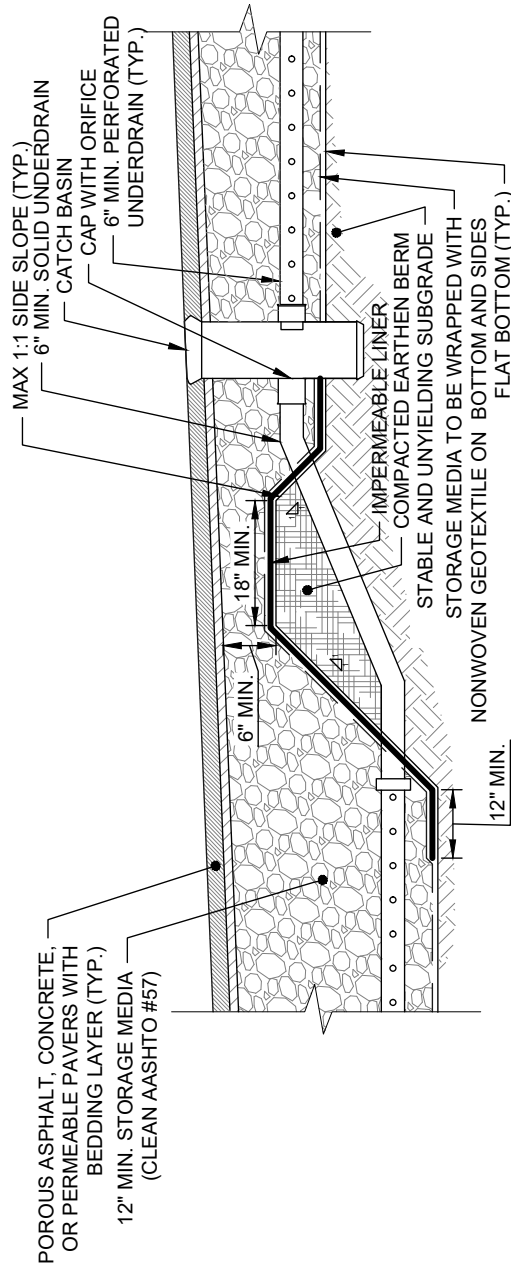 POROUS ASPHALT, CONCRETE,
OR PERMEABLE PAVERS WITH
BEDDING LAYER (TYP.)
12" MIN. STORAGE MEDIA
(CLEAN AASHTO #57)
MAX 1:1 SIDE SLOPE (TYP.)
6" MIN. SOLID UNDERDRAIN
CATCH BASIN
CAP WITH ORIFICE
6" MIN. PERFORATED
UNDERDRAIN (TYP.)
6" MIN.
18" MIN.
IMPERMEABLE LINER
COMPACTED EARTHEN BERM
STABLE AND UNYIELDING SUBGRADE
STORAGE MEDIA TO BE WRAPPED WITH
NONWOVEN GEOTEXTILE ON BOTTOM AND SIDES
FLAT BOTTOM (TYP.)
12" MIN.